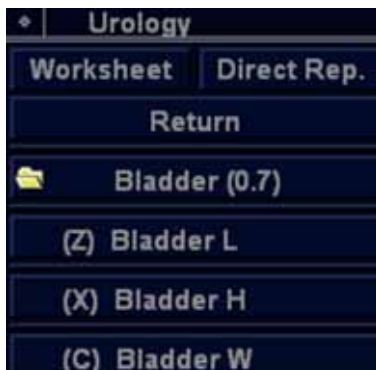 Urology
Worksheet Direct Rep.
Return
Bladder (0.7)
(Z) Bladder L
(X) Bladder H
(C) Bladder W